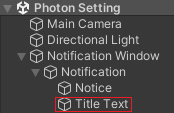 Photon Setting
Main Camera
Directional Light
Notification Window
Notification
Notice
Title Text